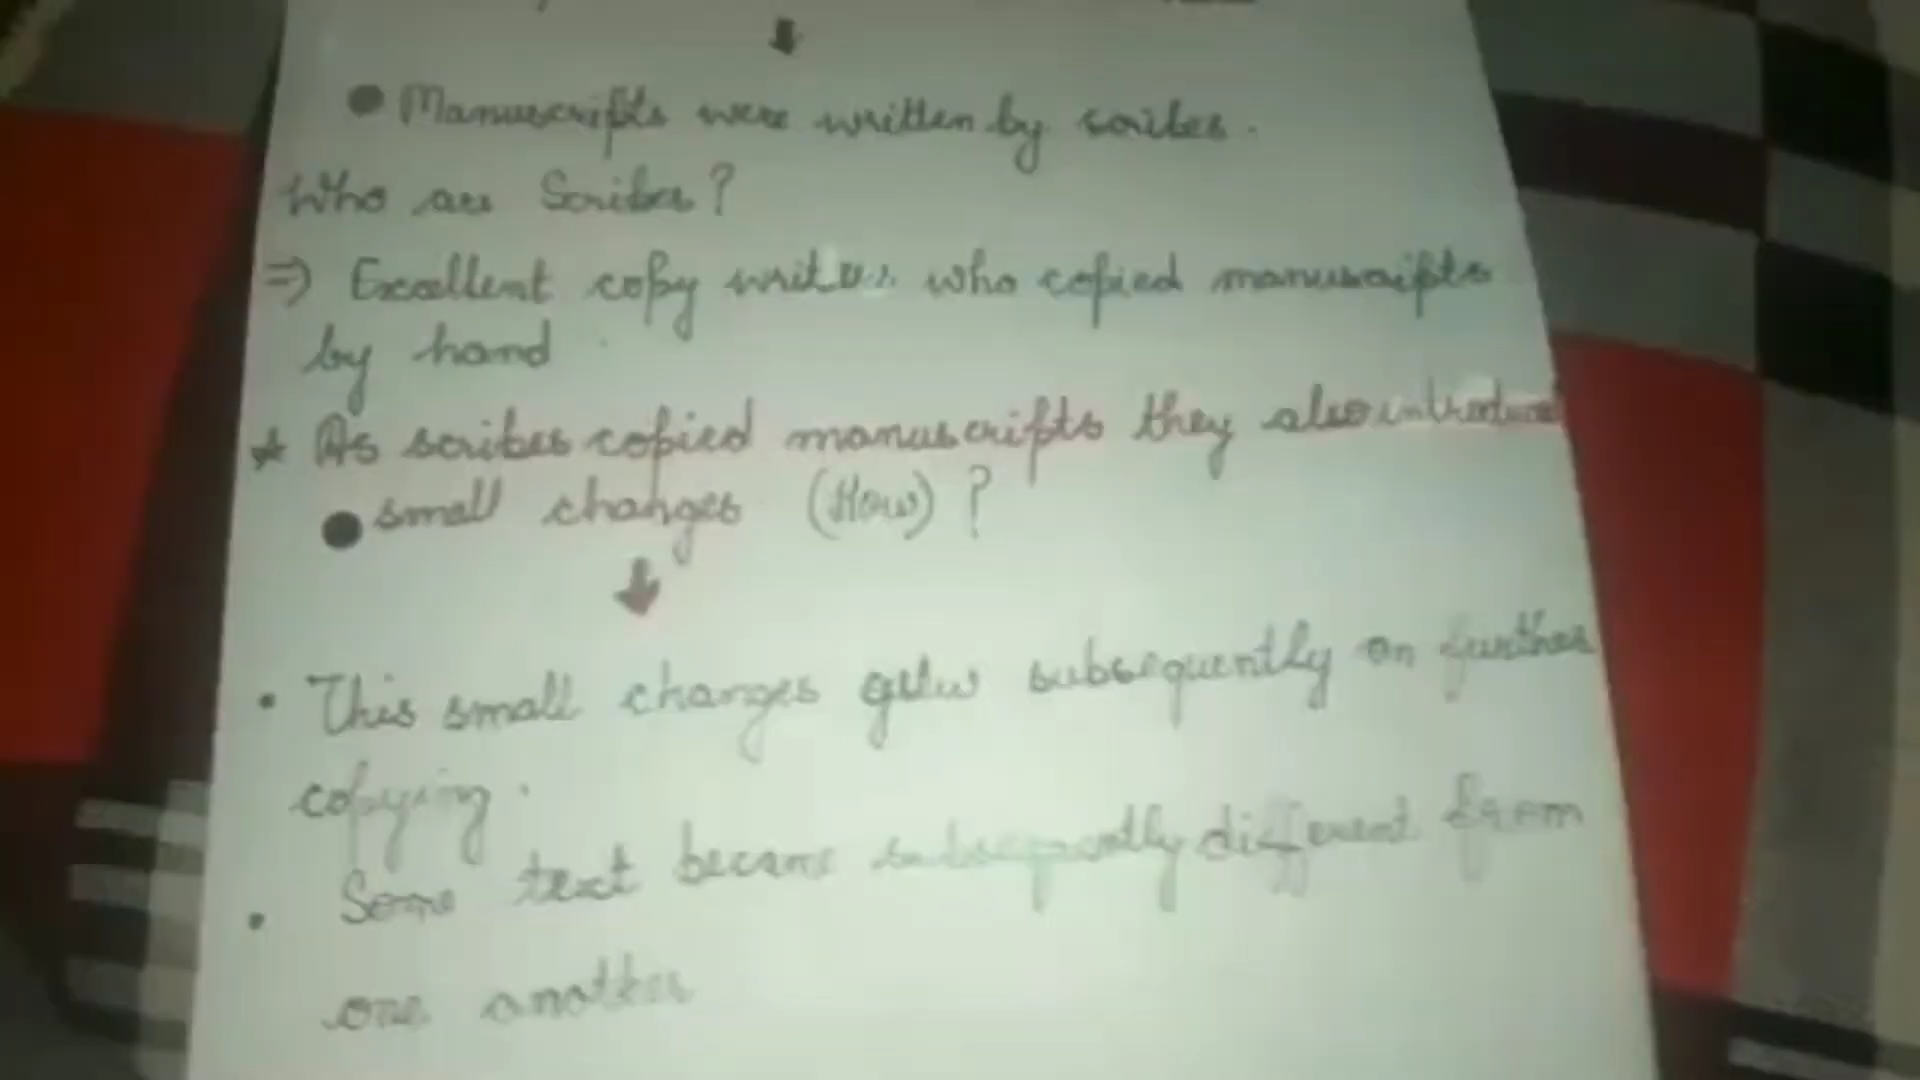 Manuscripts were written by scribes.
Who are Scribes?
=> Excellent copy writers who copied manuscripts
by hand
* As scribes copied manuscripts they also introduced
small changes (How)?
• This small changes grew subsequently on further
copying.
• Some text became subsequently different from
one another